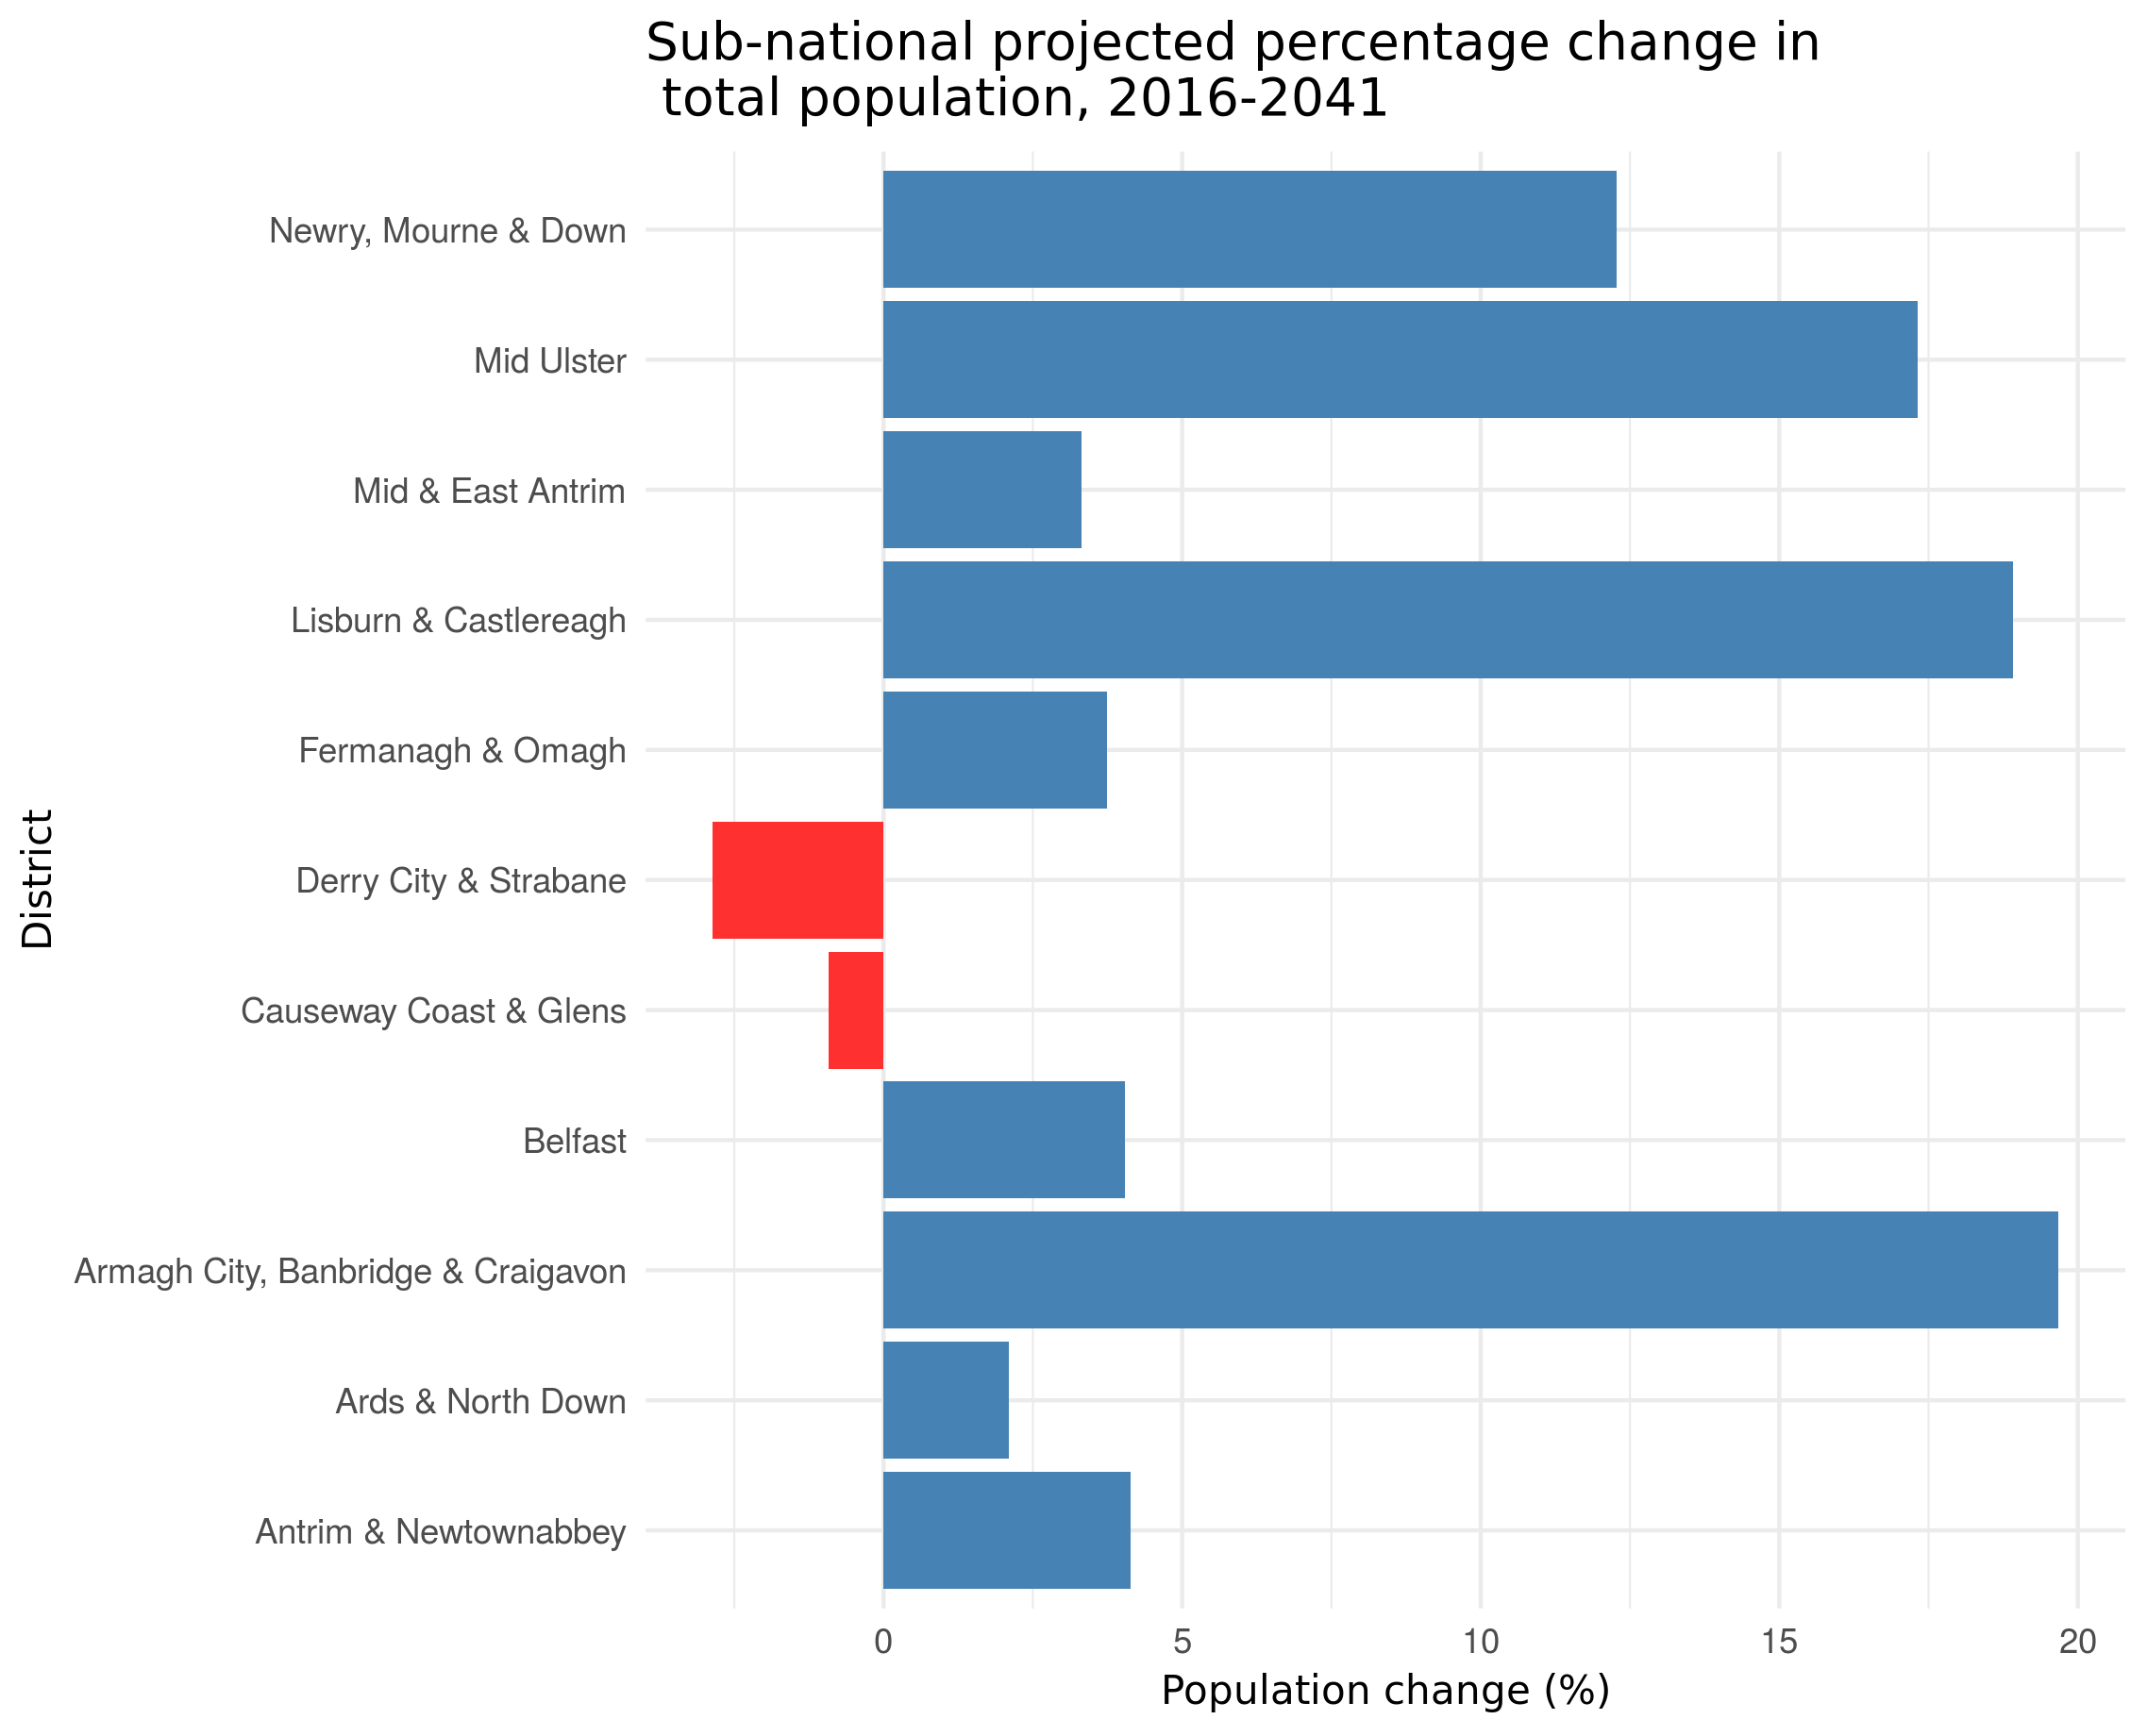 Sub-national projected percentage change in
total population, 2016-2041
Newry, Mourne & Down
Mid Ulster
Mid & East Antrim
Lisburn & Castlereagh
Fermanagh & Omagh
Derry City & Strabane
Causeway Coast & Glens
Belfast
Armagh City, Banbridge & Craigavon
Ards & North Down
Antrim & Newtownabbey
District
0 5 10 15 20
Population change (%)